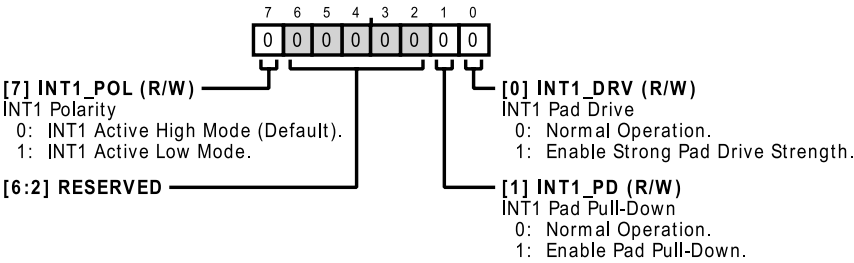 7 6 5 4 3 2 1 0
0 0 0 0 0 0 0 0
[7] INT1_POL (R/W)
INT1 Polarity
0: INT1 Active High Mode (Default).
1: INT1 Active Low Mode.
[6:2] RESERVED
[0] INT1_DRV (R/W)
INT1 Pad Drive
0: Normal Operation.
1: Enable Strong Pad Drive Strength.
[1] INT1_PD (R/W)
INT1 Pad Pull-Down
0: Normal Operation.
1: Enable Pad Pull-Down.